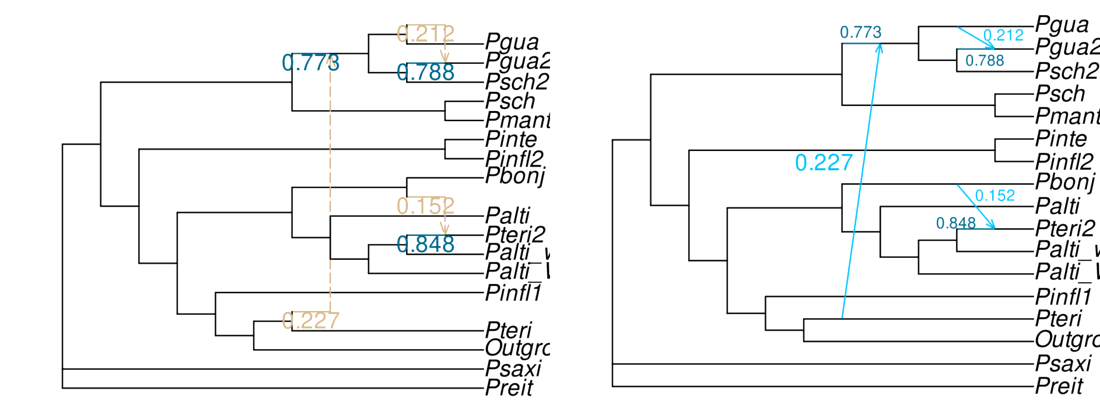 0.212
Pgua
0.773
Pgua2
0.788
Psch2
Psch
Pmant
Pinte
Pinfl2
Pbonj
0.152
Palti
Pteri2
0.848
Pinfl1
0.227
Pteri
Psaxi
Preit
Pgua
0.773
0.212
Pgua2
0.788
Psch2
Psch
Pmant
Pinte
0.227
Pinfl2
Pbonj
0.152
Palti
0.848
Pteri2
Pinfl1
Pteri
Psaxi
Preit